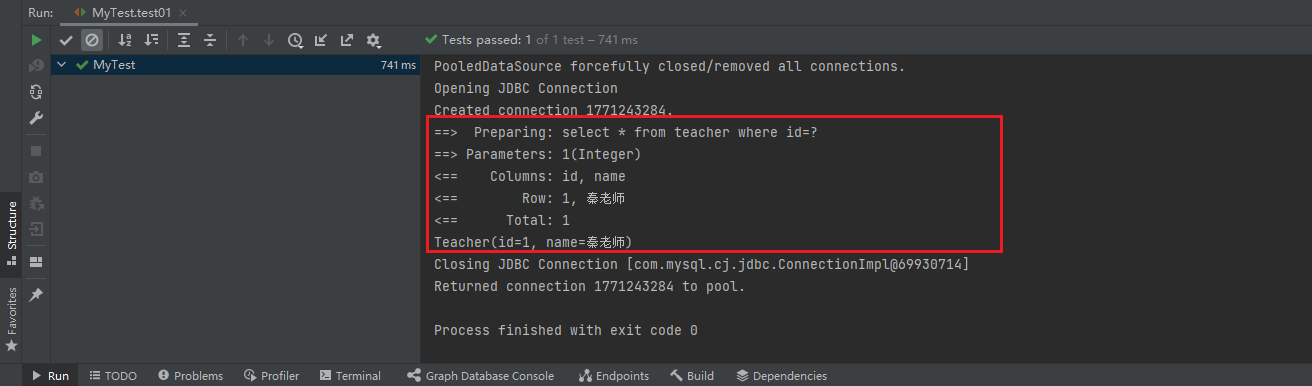 Run: MyTest.test01 ×
Tests passed: 1 of 1 test – 741 ms
MyTest 741 ms
PooledDataSource forcefully closed/removed all connections.
Opening JDBC Connection
Created connection 1771243284.
==>  Preparing: select * from teacher where id=?
==> Parameters: 1(Integer)
<==    Columns: id, name
<==        Row: 1, 秦老师
<==      Total: 1
Teacher(id=1, name=秦老师)
Closing JDBC Connection [com.mysql.cj.jdbc.ConnectionImpl@69930714]
Returned connection 1771243284 to pool.
Process finished with exit code 0
Structure
Favorites
Run TODO Problems Profiler Terminal Graph Database Console Endpoints Build Dependencies